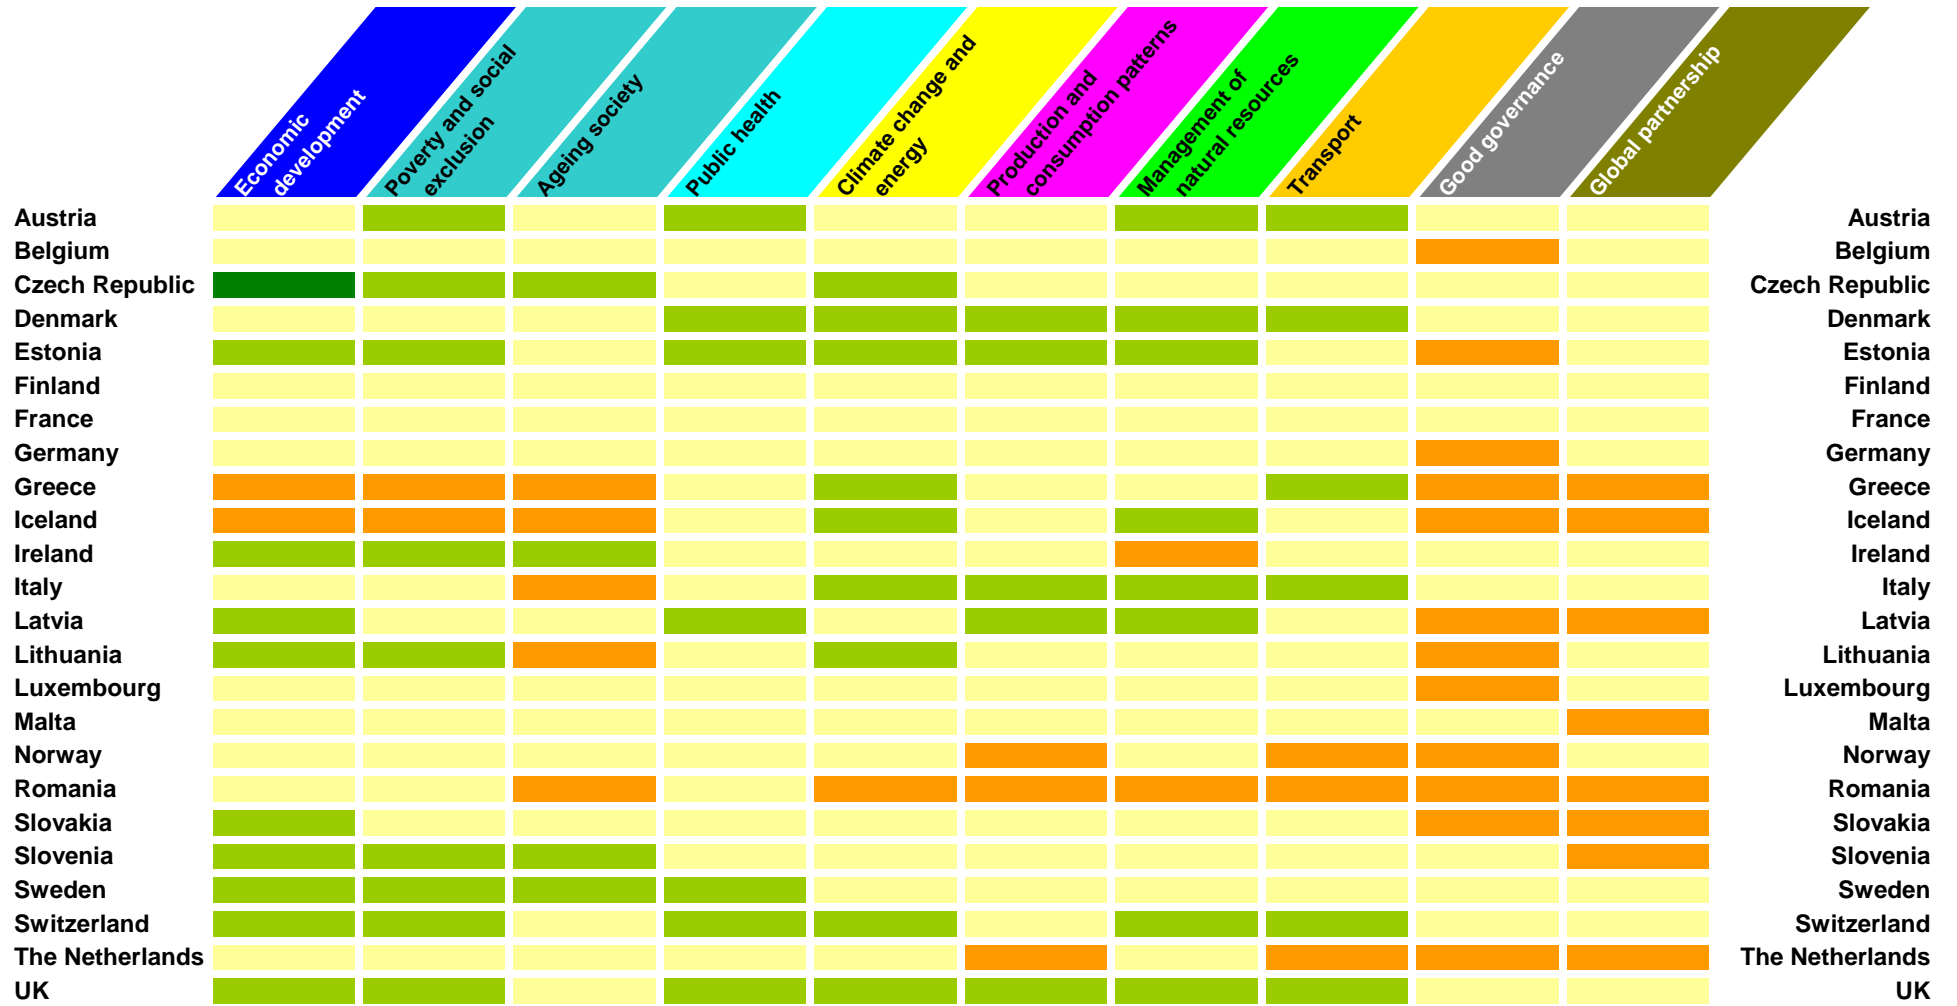 Economic
development
Poverty and social
exclusion
Ageing society
Public health
Climate change and
energy
Production and
consumption patterns
Management of
natural resources
Transport
Good governance
Global partnership
Austria Austria
Belgium Belgium
Czech Republic Czech Republic
Denmark Denmark
Estonia Estonia
Finland Finland
France France
Germany Germany
Greece Greece
Iceland Iceland
Ireland Ireland
Italy Italy
Latvia Latvia
Lithuania Lithuania
Luxembourg Luxembourg
Malta Malta
Norway Norway
Romania Romania
Slovakia Slovakia
Slovenia Slovenia
Sweden Sweden
Switzerland Switzerland
The Netherlands The Netherlands
UK UK